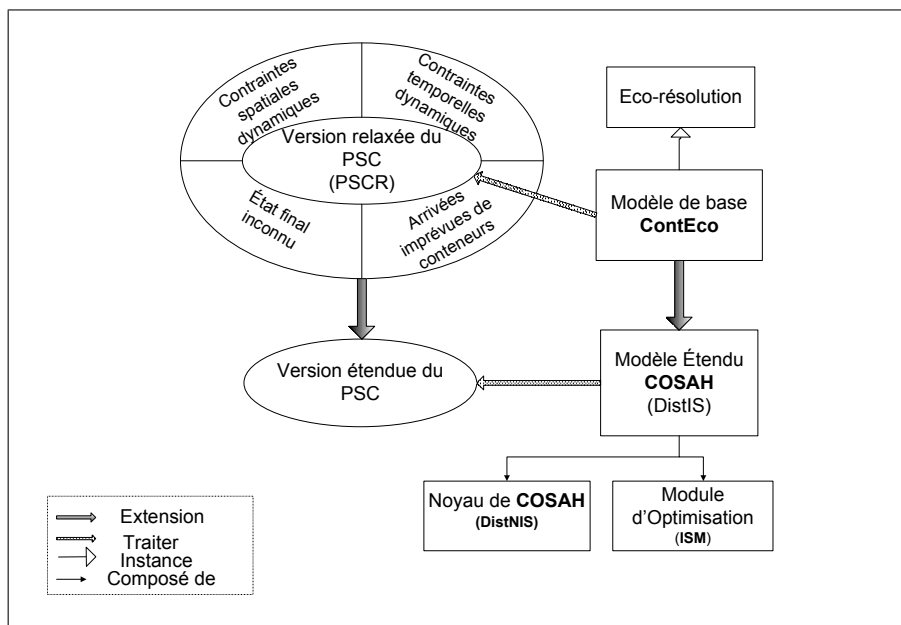 Contraintes
spatiales
dynamiques
Contraintes
temporelles
dynamiques
Version relaxée du
PSC
(PSCR)
État final
inconnu
Arrivées
imprévues de
conteneurs
Eco-résolution
Modèle de base
ContEco
Version étendue du
PSC
Modèle Étendu
COSAH
(DistIS)
Noyau de COSAH
(DistNIS)
Module
d'Optimisation
(ISM)
Extension
Traiter
Instance
Composé de